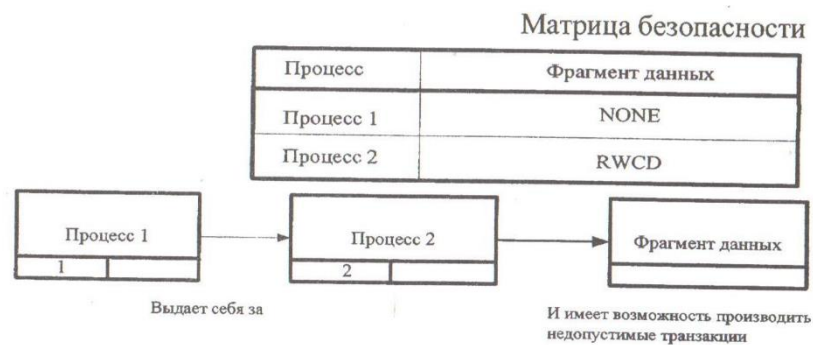 Матрица безопасности
Процесс Фрагмент данных
Процесс 1 NONE
Процесс 2 RWCD
Процесс 1 Процесс 2 Фрагмент данных
1 2
Выдает себя за
И имеет возможность производить
недопустимые транзакции